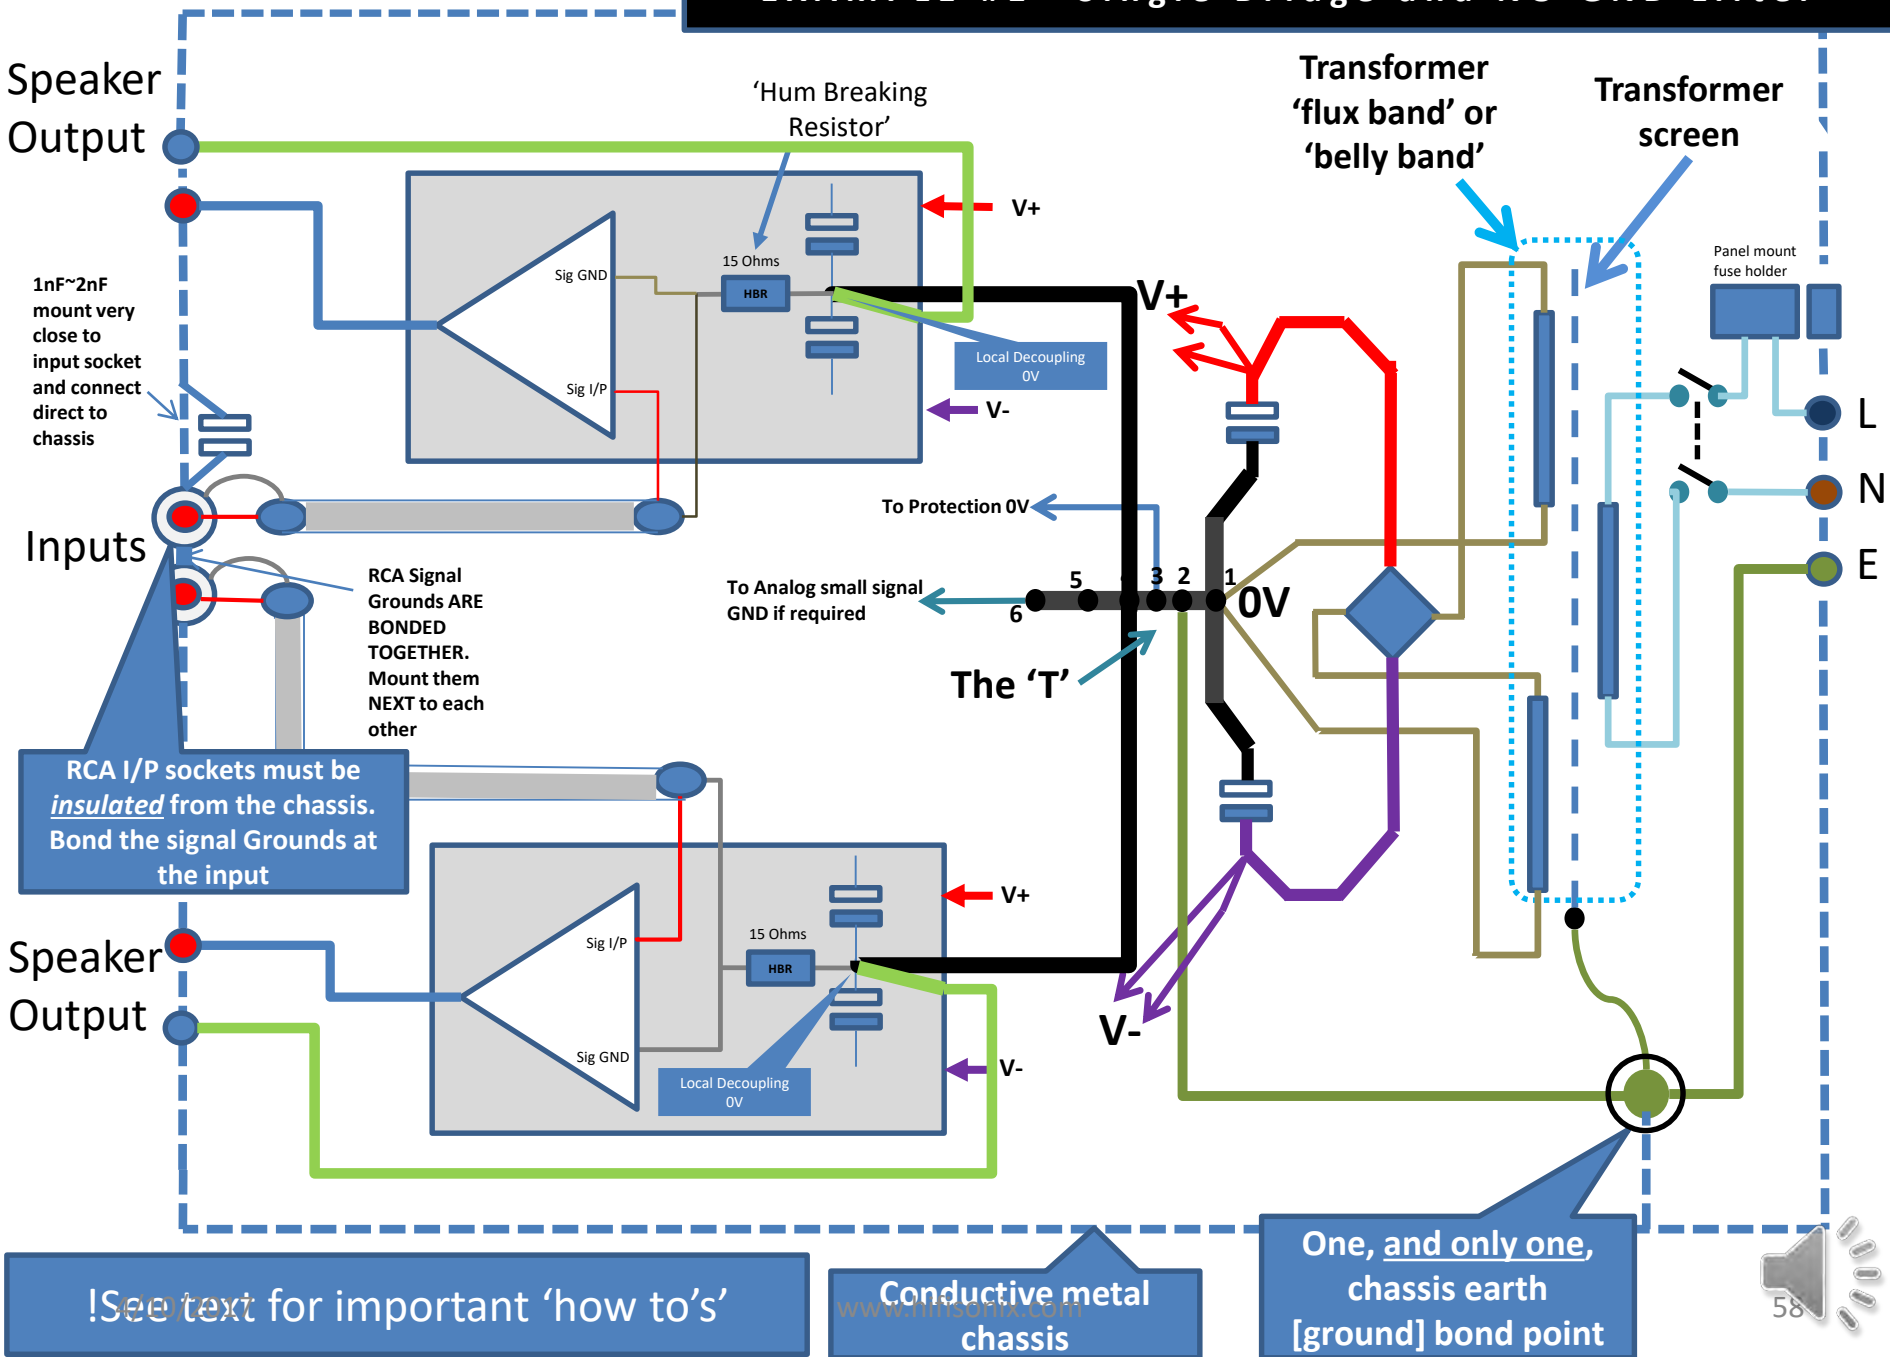 Speaker
Output
'Hum Breaking
Resistor'
Transformer
'flux band' or
'belly band'
Transformer
screen
V+
Sig GND
15 Ohms
HBR
Sig I/P
Local Decoupling
0V
V-
1nF~2nF
mount very
close to
input socket
and connect
direct to
chassis
V+
Panel mount
fuse holder
L
N
E
To Protection 0V
Inputs
RCA Signal
Grounds ARE
BONDED
TOGETHER.
Mount them
NEXT to each
other
To Analog small signal
GND if required
6
5
3
2
1
0V
The 'T'
RCA I/P sockets must be
insulated from the chassis.
Bond the signal Grounds at
the input
Speaker
Output
V+
Sig I/P
15 Ohms
HBR
Sig GND
Local Decoupling
0V
V-
V-
!See text for important 'how to's'
4/10/2017
Conductive metal
chassis
www.hifisonix.com
One, and only one,
chassis earth
[ground] bond point
58